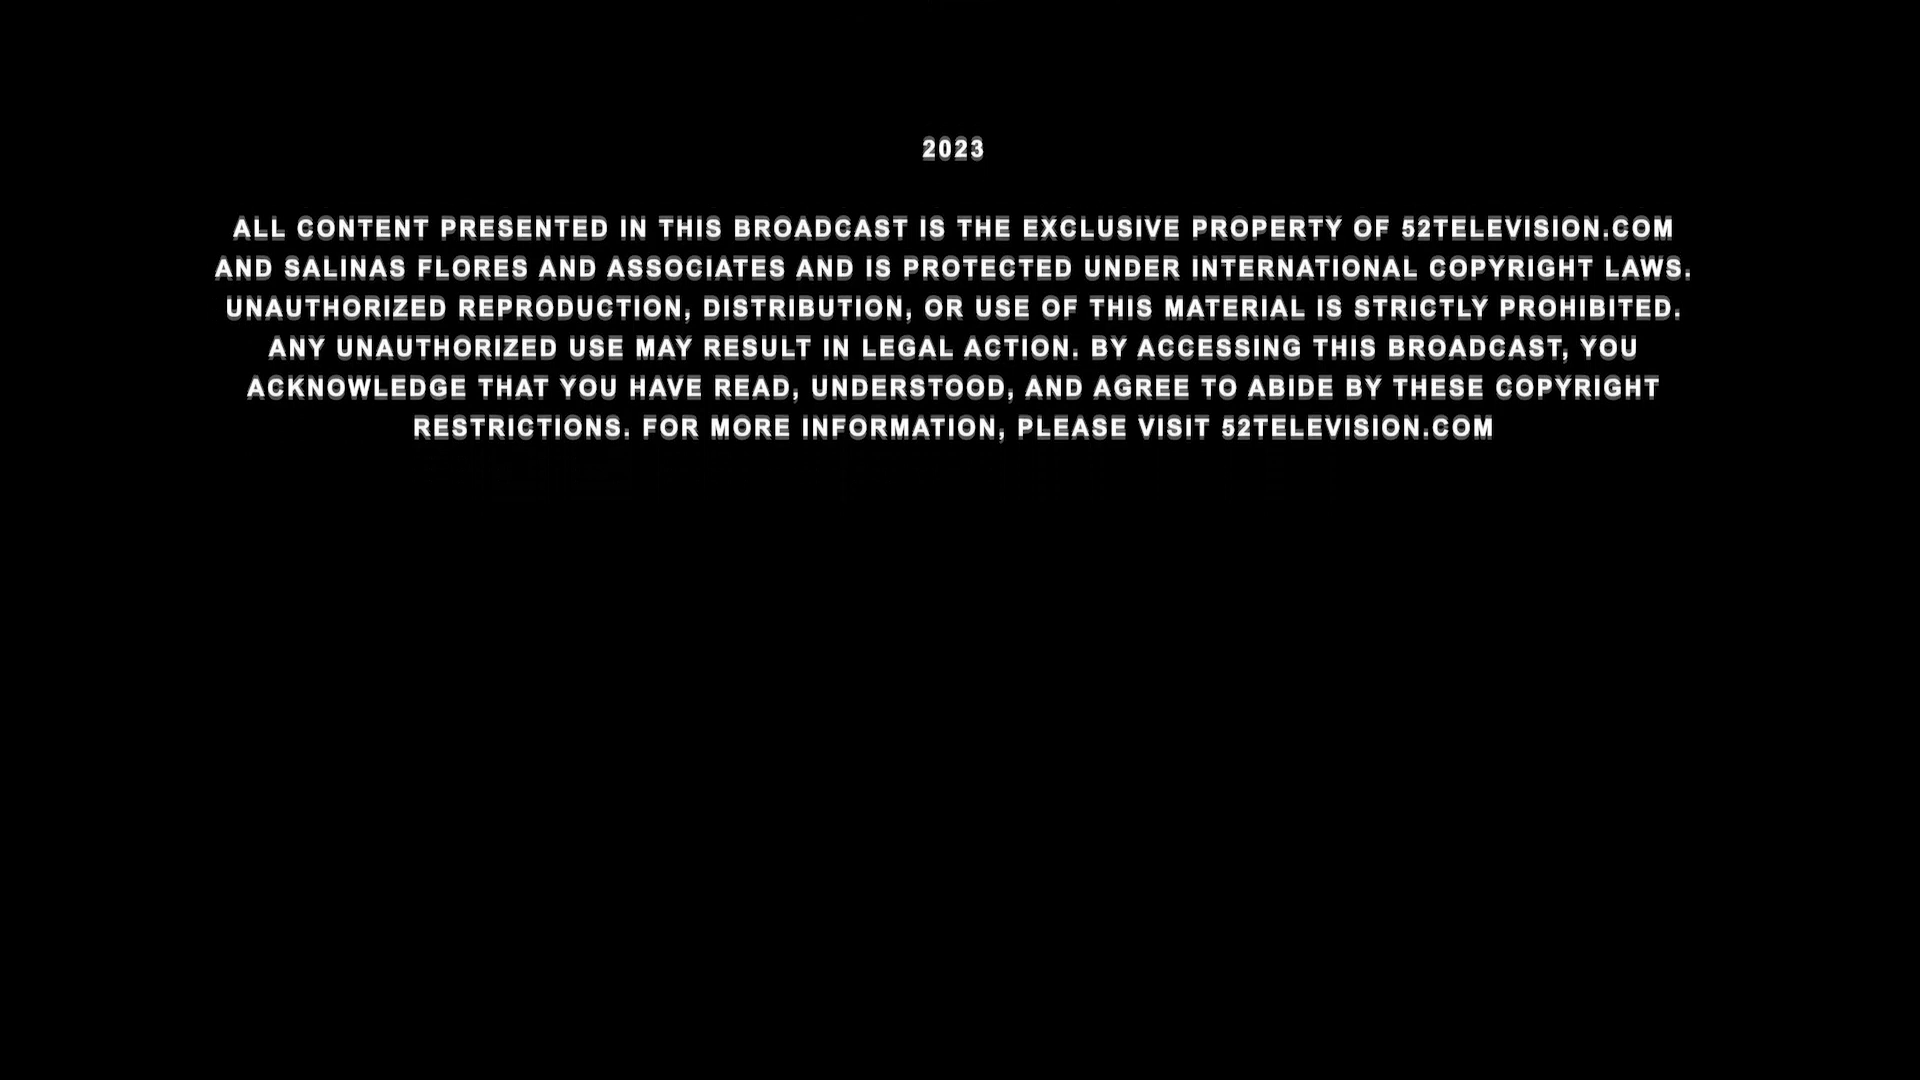 2023
ALL CONTENT PRESENTED IN THIS BROADCAST IS THE EXCLUSIVE PROPERTY OF 52TELEVISION.COM
AND SALINAS FLORES AND ASSOCIATES AND IS PROTECTED UNDER INTERNATIONAL COPYRIGHT LAWS.
UNAUTHORIZED REPRODUCTION, DISTRIBUTION, OR USE OF THIS MATERIAL IS STRICTLY PROHIBITED.
ANY UNAUTHORIZED USE MAY RESULT IN LEGAL ACTION. BY ACCESSING THIS BROADCAST, YOU
ACKNOWLEDGE THAT YOU HAVE READ, UNDERSTOOD, AND AGREE TO ABIDE BY THESE COPYRIGHT
RESTRICTIONS. FOR MORE INFORMATION, PLEASE VISIT 52TELEVISION.COM